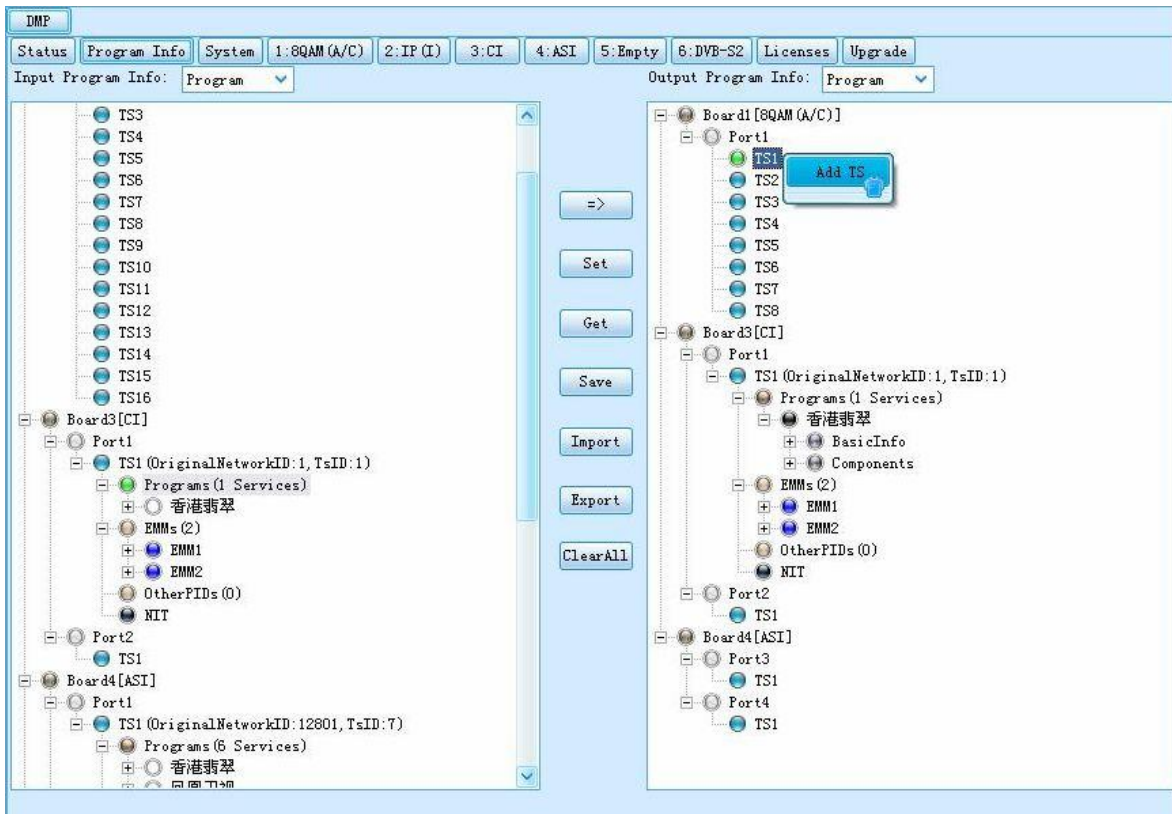 DMP
Status Program Info System 1:8QAM(A/C) 2:IP(I) 3:CI 4:ASI 5:Empty 6:DVB-S2 Licenses Upgrade
Input Program Info: Program
Output Program Info: Program
TS3
TS4
TS5
TS6
TS7
TS8
TS9
TS10
TS11
TS12
TS13
TS14
TS15
TS16
Board3[CI]
Port1
TS1(OriginalNetworkID:1,TsID:1)
Programs(1 Services)
香港翡翠
EMMs(2)
EMM1
EMM2
OtherPIDs(0)
NIT
Port2
TS1
Board4[ASI]
Port1
TS1(OriginalNetworkID:12801,TsID:7)
Programs(6 Services)
香港翡翠
=>
Set
Get
Save
Import
Export
ClearAll
Board1[8QAM(A/C)]
Port1
TS1
Add TS
TS2
TS3
TS4
TS5
TS6
TS7
TS8
Board3[CI]
Port1
TS1(OriginalNetworkID:1,TsID:1)
Programs(1 Services)
香港翡翠
BasicInfo
Components
EMMs(2)
EMM1
EMM2
OtherPIDs(0)
NIT
Port2
TS1
Board4[ASI]
Port3
TS1
Port4
TS1